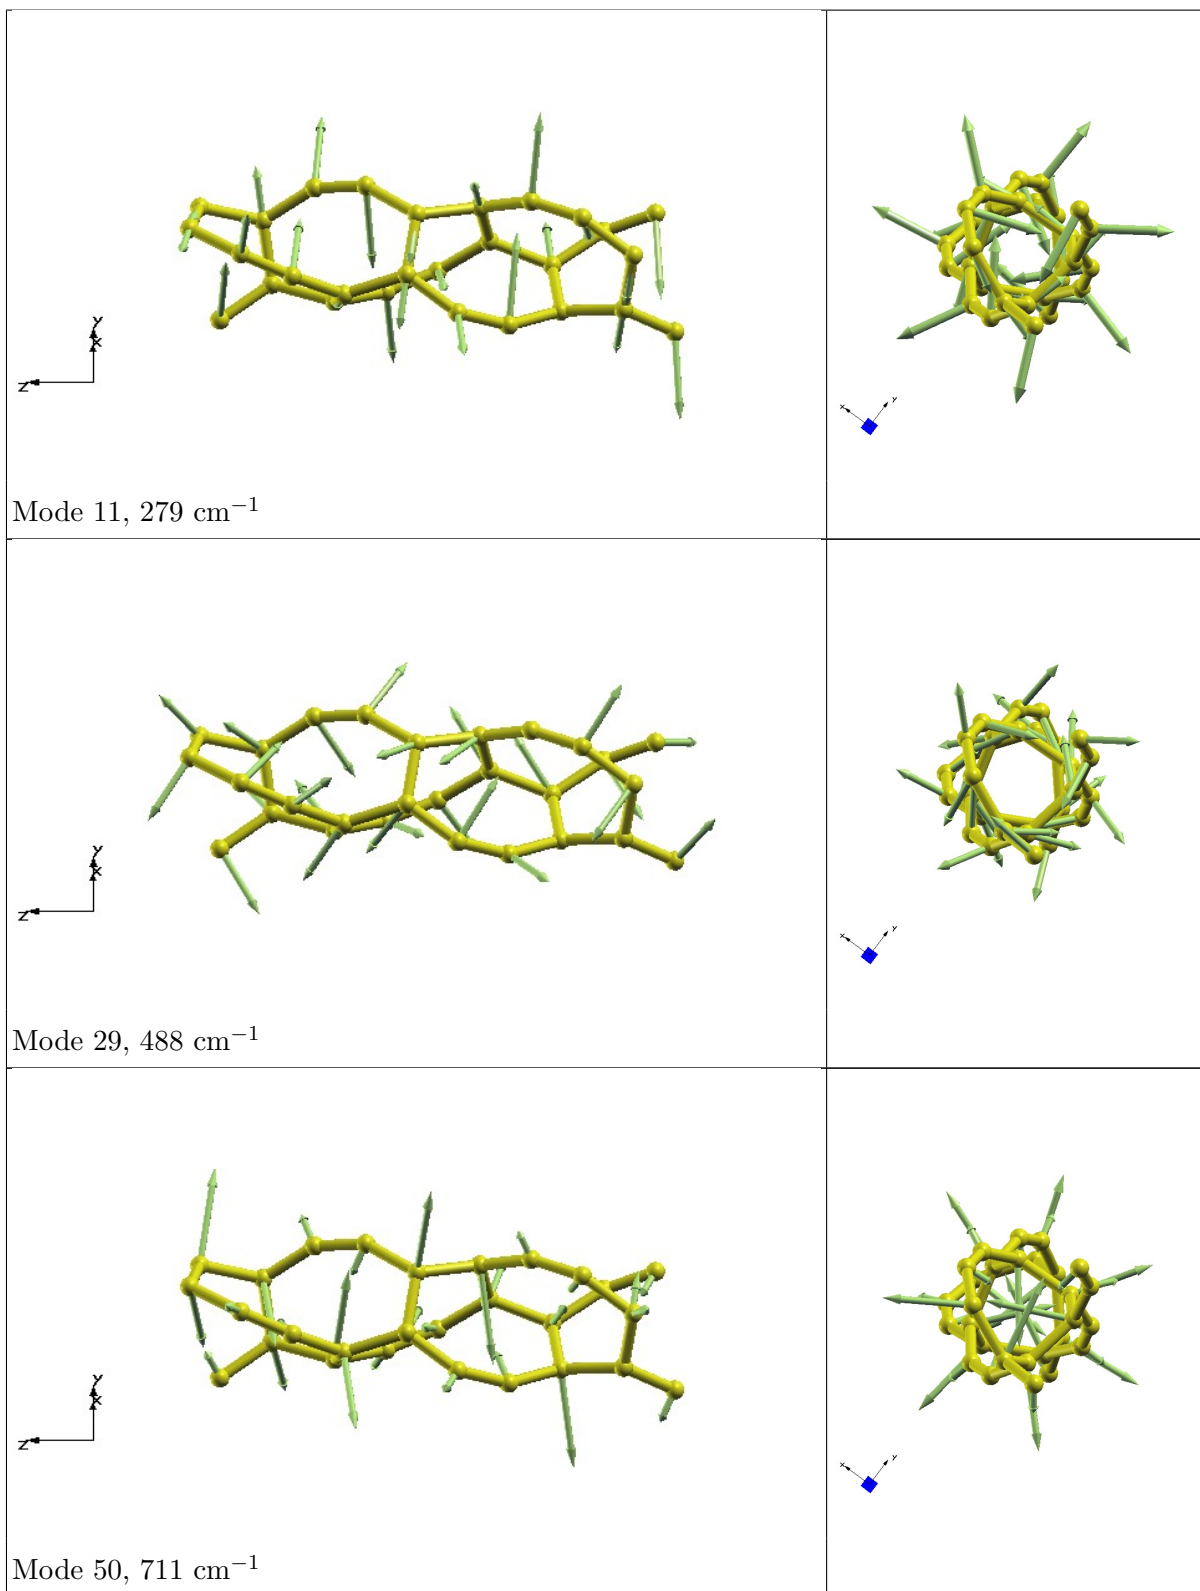 Y
X
Z
x
y
Mode 11, 279 cm⁻¹
Y
X
Z
x
y
Mode 29, 488 cm⁻¹
Y
X
Z
x
y
Mode 50, 711 cm⁻¹